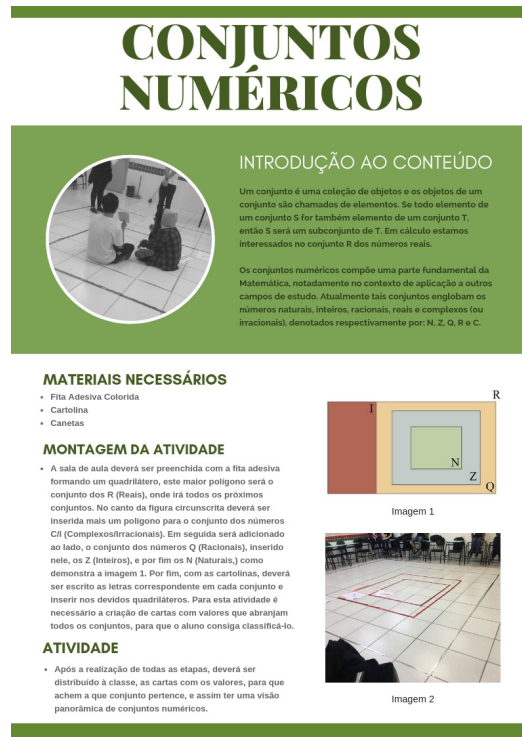 CONJUNTOS
NUMÉRICOS
INTRODUÇÃO AO CONTEÚDO
Um conjunto é uma coleção de objetos e os objetos de um
conjunto são chamados de elementos. Se todo elemento de
um conjunto S for também elemento de um conjunto T,
então S será um subconjunto de T. Em cálculo estamos
interessados no conjunto R dos números reais.
Os conjuntos numéricos compõe uma parte fundamental da
Matemática, notadamente no contexto de aplicação a outros
campos de estudo. Atualmente tais conjuntos englobam os
números naturais, inteiros, racionais, reais e complexos (ou
irracionais), denotados respectivamente por: N, Z, Q, R e C.
MATERIAIS NECESSÁRIOS
• Fita Adesiva Colorida
• Cartolina
• Canetas
MONTAGEM DA ATIVIDADE
• A sala de aula deverá ser preenchida com a fita adesiva
formando um quadrilátero, este maior polígono será o
conjunto dos R (Reais), onde irá todos os próximos
conjuntos. No canto da figura circunscrita deverá ser
inserida mais um polígono para o conjunto dos números
C/I (Complexos/Irracionais). Em seguida será adicionado
ao lado, o conjunto dos números Q (Racionais), inserido
nele, os Z (Inteiros), e por fim os N (Naturais,) como
demonstra a imagem 1. Por fim, com as cartolinas, deverá
ser escrito as letras correspondente em cada conjunto e
inserir nos devidos quadriláteros. Para esta atividade é
necessário a criação de cartas com valores que abranjam
todos os conjuntos, para que o aluno consiga classificá-lo.
ATIVIDADE
• Após a realização de todas as etapas, deverá ser
distribuído à classe, as cartas com os valores, para que
achem a que conjunto pertence, e assim ter uma visão
panorâmica de conjuntos numéricos.
R
I
N
Z
Q
Imagem 1
Imagem 2